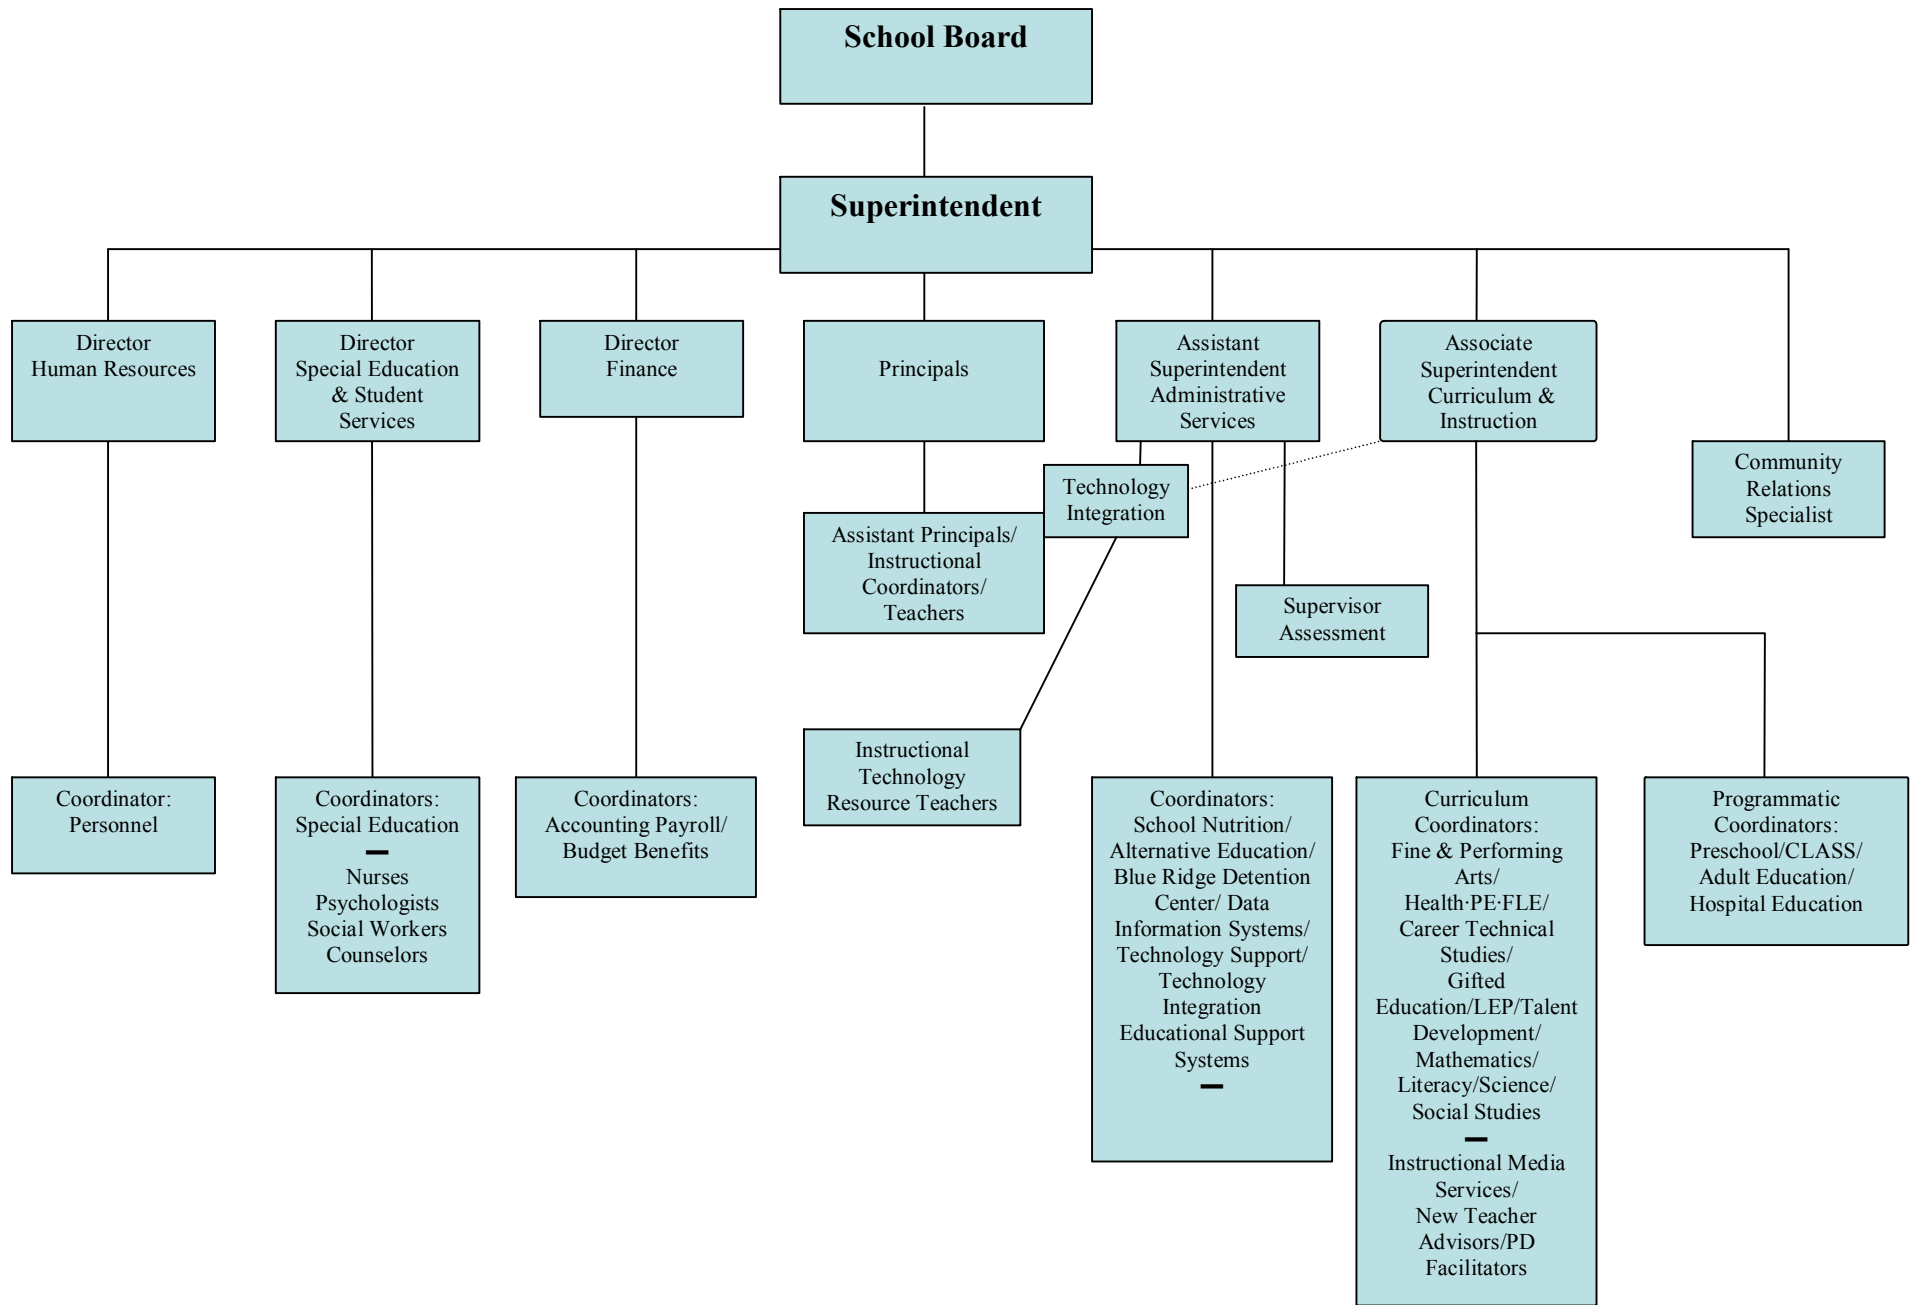 School Board
Superintendent
Director
Human Resources
Director
Special Education
& Student
Services
Director
Finance
Principals
Assistant
Superintendent
Administrative
Services
Associate
Superintendent
Curriculum &
Instruction
Community
Relations
Specialist
Technology
Integration
Assistant Principals/
Instructional
Coordinators/
Teachers
Supervisor
Assessment
Instructional
Technology
Resource Teachers
Coordinator:
Personnel
Coordinators:
Special Education
Nurses
Psychologists
Social Workers
Counselors
Coordinators:
Accounting Payroll/
Budget Benefits
Coordinators:
School Nutrition/
Alternative Education/
Blue Ridge Detention
Center/ Data
Information Systems/
Technology Support/
Technology
Integration
Educational Support
Systems
Curriculum
Coordinators:
Fine & Performing
Arts/
Health·PE·FLE/
Career Technical
Studies/
Gifted
Education/LEP/Talent
Development/
Mathematics/
Literacy/Science/
Social Studies
Instructional Media
Services/
New Teacher
Advisors/PD
Facilitators
Programmatic
Coordinators:
Preschool/CLASS/
Adult Education/
Hospital Education